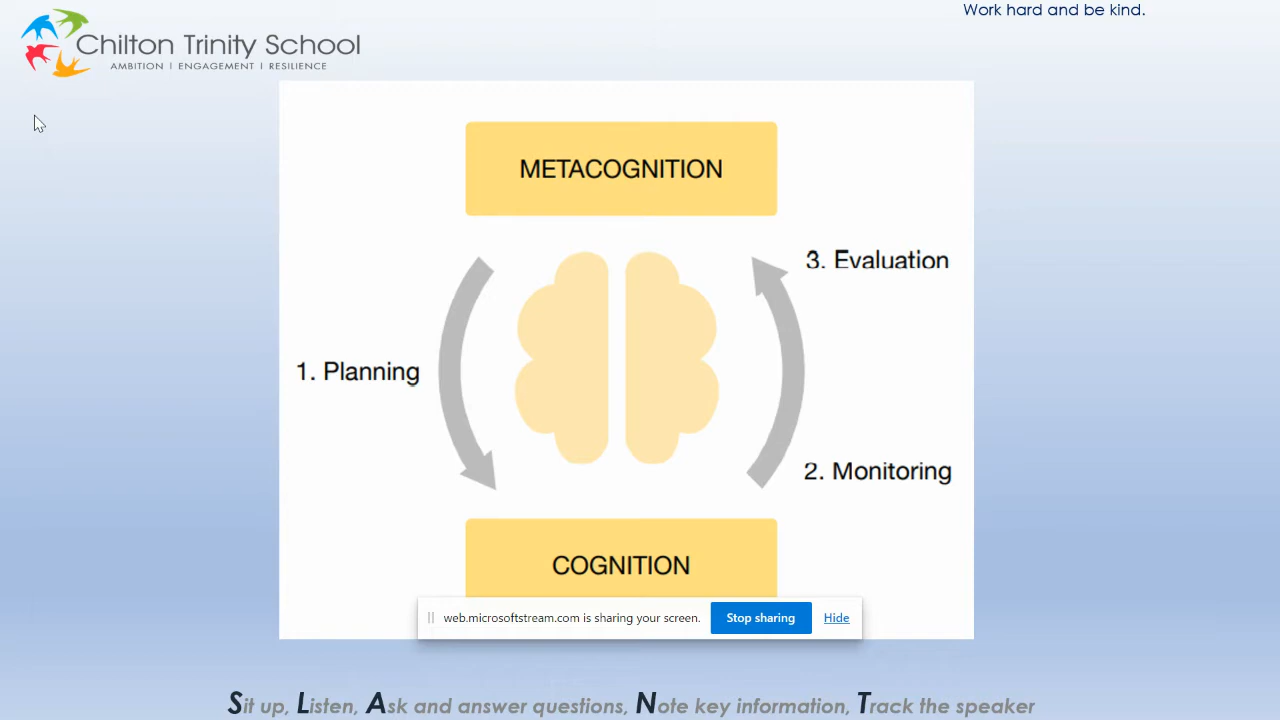 Work hard and be kind.
Chilton Trinity School
AMBITION | ENGAGEMENT | RESILIENCE
METACOGNITION
3. Evaluation
1. Planning
2. Monitoring
COGNITION
web.microsoftstream.com is sharing your screen. Stop sharing Hide
Sit up, Listen, Ask and answer questions, Note key information, Track the speaker